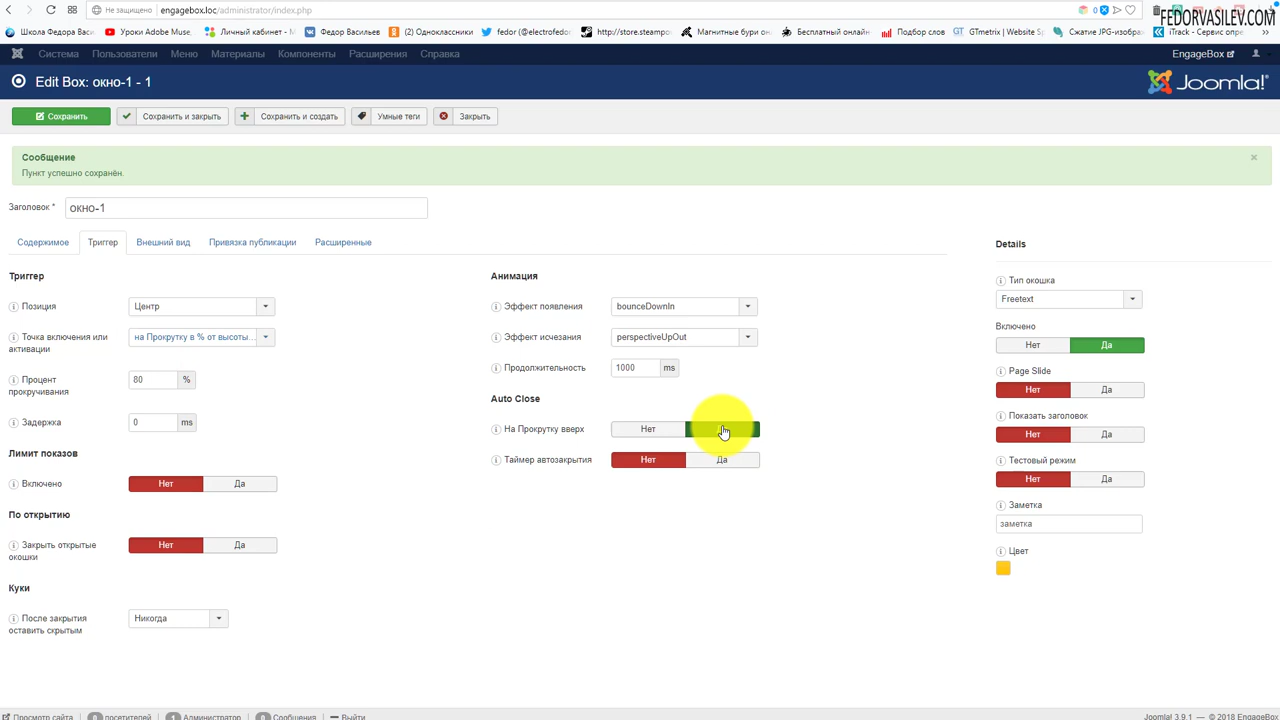 Не защищено
engagebox.loc/administrator/index.php
0
FEDORVASILEV.COM
Школа Федора Васи
Уроки Adobe Muse,
Личный кабинет - М
Федор Васильев
(2) Одноклассники
fedor (@electrofedor
http://store.steampo
Магнитные бури он
Бесплатный онлайн
Подбор слов
GTmetrix | Website S
Сжатие JPG-изобра
iTrack - Сервис опре
Система
Пользователи
Меню
Материалы
Компоненты
Расширения
Справка
EngageBox
Edit Box: окно-1 - 1
Joomla!
Сохранить
Сохранить и закрыть
Сохранить и создать
Умные теги
Закрыть
Сообщение
Пункт успешно сохранён.
Заголовок *
окно-1
Содержимое
Триггер
Внешний вид
Привязка публикации
Расширенные
Триггер
Позиция
Центр
Точка включения или
активации
на Прокрутку в % от высоты...
Процент
прокручивания
80
%
Задержка
0
ms
Лимит показов
Включено
Нет
Да
По открытию
Закрыть открытые
окошки
Нет
Да
Куки
После закрытия
оставить скрытым
Никогда
Анимация
Эффект появления
bounceDownIn
Эффект исчезания
perspectiveUpOut
Продолжительность
1000
ms
Auto Close
На Прокрутку вверх
Нет
Таймер автозакрытия
Нет
Да
Details
Тип окошка
Freetext
Включено
Нет
Да
Page Slide
Нет
Да
Показать заголовок
Нет
Да
Тестовый режим
Нет
Да
Заметка
заметка
Цвет
Просмотр сайта
0
посетителей
1
Администратор
0
Сообщения
Выйти
Joomla! 3.9.1 — © 2018 EngageBox